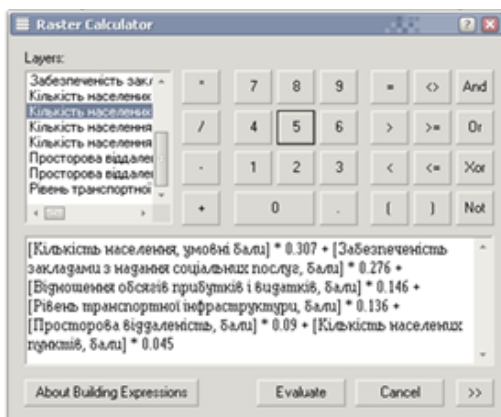 Raster Calculator
Layers:
Забезпеченість закл
Кількість населених
Кількість населених
Кількість населення
Кількість населення
Просторова віддален
Просторова віддален
Рівень транспортної
* 7 8 9 = <> And
/ 4 5 6 > >= Or
- 1 2 3 < <= Xor
+ 0 . ( ) Not
[Кількість населення, умовні бали] * 0.307 + [Забезпеченість
закладами з надання соціальних послуг, бали] * 0.276 +
[Відношення обсягів прибутків і видатків, бали] * 0.146 +
[Рівень транспортної інфраструктури, бали] * 0.136 +
[Просторова віддаленість, бали] * 0.09 + [Кількість населених
пунктів, бали] * 0.045
About Building Expressions Evaluate Cancel >>